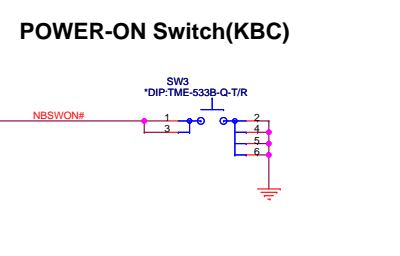 POWER-ON Switch(KBC)
SW3
*DIP:TME-533B-Q-T/R
NBSWON#
1
2
3
4
5
6